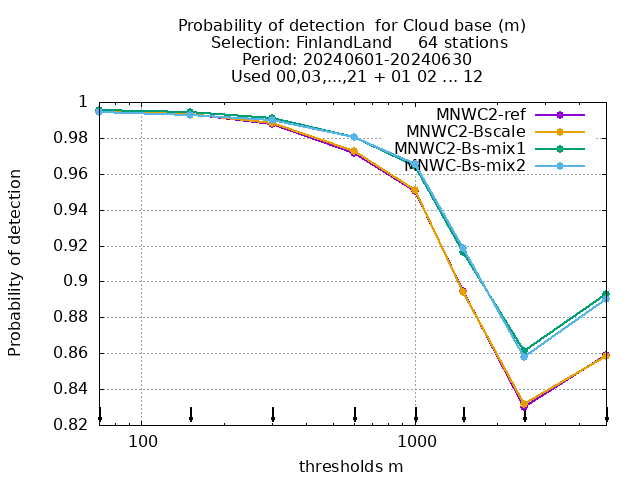 Probability of detection  for Cloud base (m)
Selection: FinlandLand     64 stations
Period: 20240601-20240630
Used 00,03,...,21 + 01 02 ... 12
MNWC2-ref
MNWC2-Bscale
MNWC2-Bs-mix1
MNWC-Bs-mix2
Probability of detection
1
0.98
0.96
0.94
0.92
0.9
0.88
0.86
0.84
0.82
100
1000
thresholds m